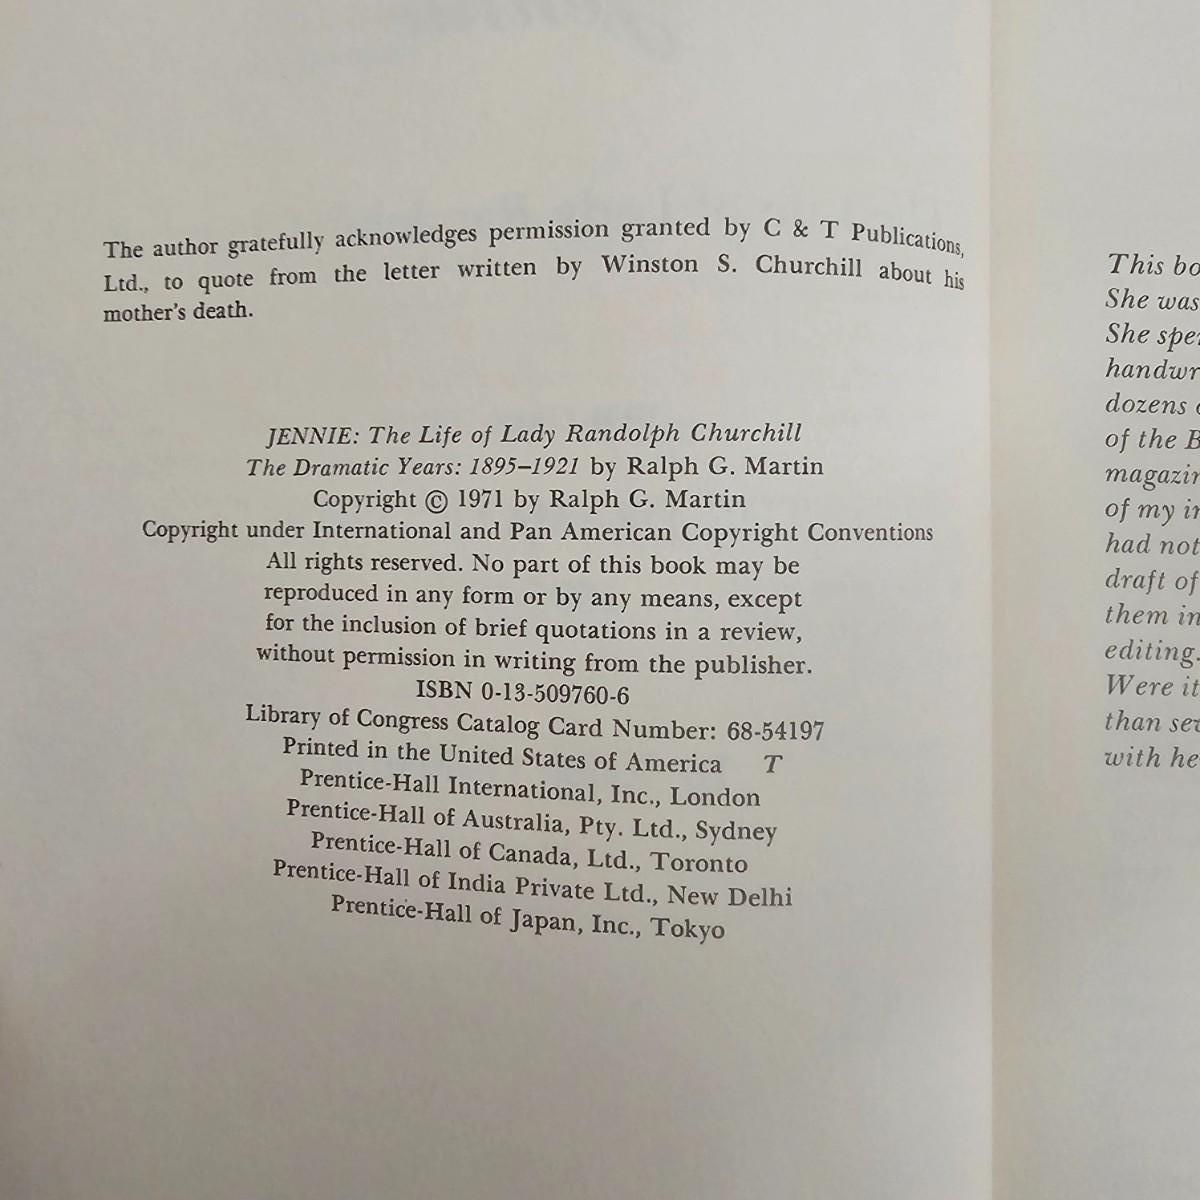 The author gratefully acknowledges permission granted by C & T Publications,
Ltd., to quote from the letter written by Winston S. Churchill about his
mother's death.
JENNIE: The Life of Lady Randolph Churchill
The Dramatic Years: 1895–1921 by Ralph G. Martin
Copyright © 1971 by Ralph G. Martin
Copyright under International and Pan American Copyright Conventions
All rights reserved. No part of this book may be
reproduced in any form or by any means, except
for the inclusion of brief quotations in a review,
without permission in writing from the publisher.
ISBN 0-13-509760-6
Library of Congress Catalog Card Number: 68-54197
Printed in the United States of America T
Prentice-Hall International, Inc., London
Prentice-Hall of Australia, Pty. Ltd., Sydney
Prentice-Hall of Canada, Ltd., Toronto
Prentice-Hall of India Private Ltd., New Delhi
Prentice-Hall of Japan, Inc., Tokyo
This bo
She was
She spe
handwr
dozens
of the B
magazin
of my in
had not
draft of
them in
editing.
Were it
than set
with he